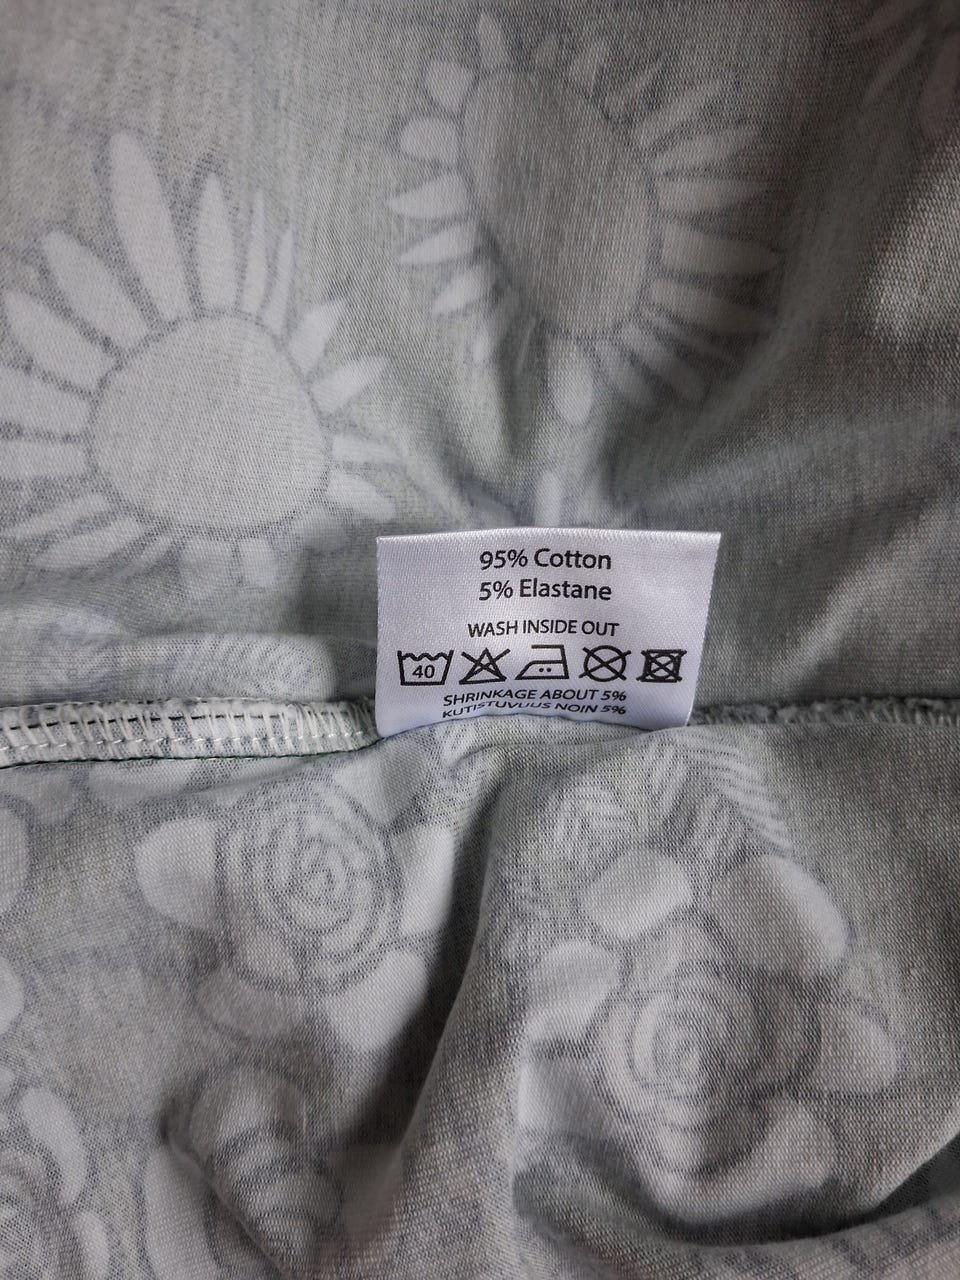 95% Cotton
5% Elastane
WASH INSIDE OUT
40
SHRINKAGE ABOUT 5%
KUTISTUVUUS NOIN 5%